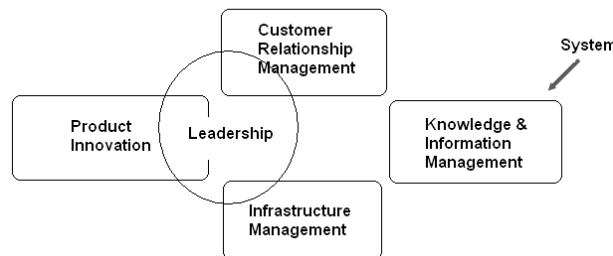 Customer
Relationship
Management
System
Product
Innovation
Leadership
Knowledge &
Information
Management
Infrastructure
Management